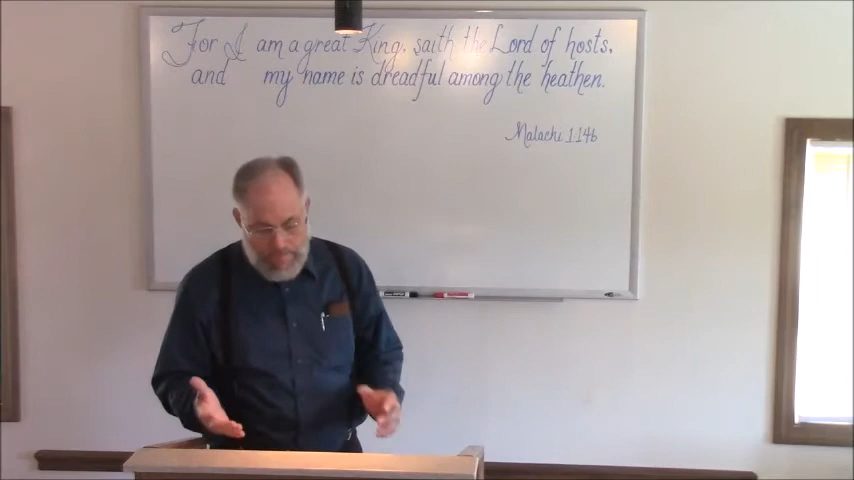 For I am a great King, saith the Lord of hosts,
and my name is dreadful among the heathen.
Malachi 1:14b